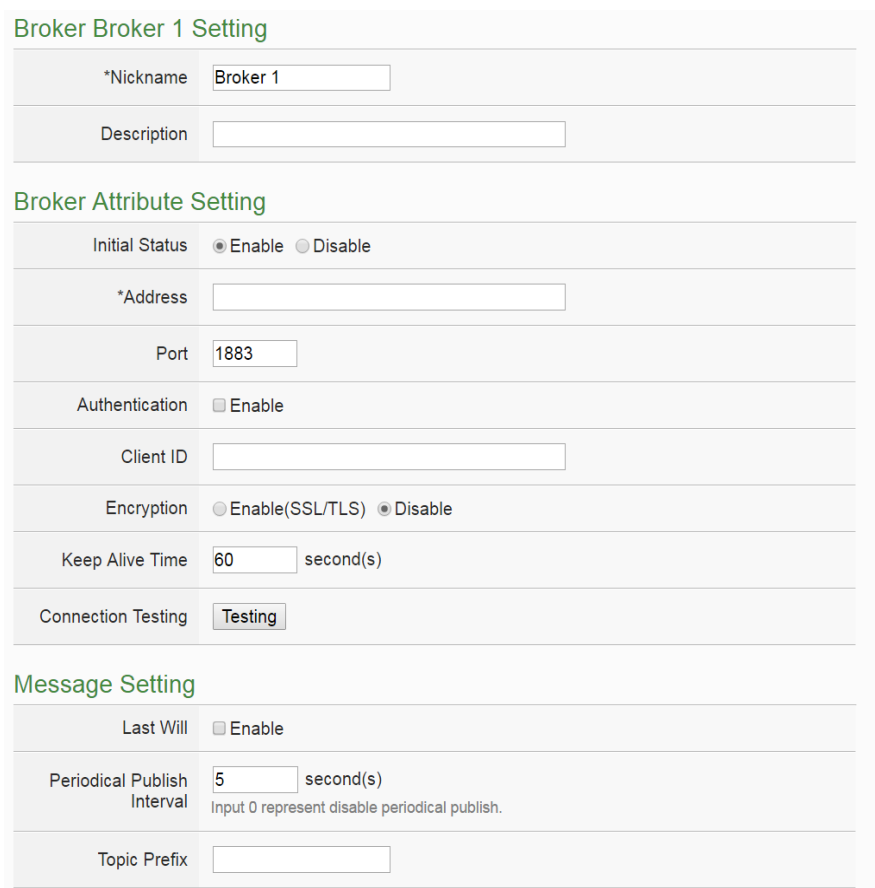 Broker Broker 1 Setting
*Nickname Broker 1
Description
Broker Attribute Setting
Initial Status Enable Disable
*Address
Port 1883
Authentication Enable
Client ID
Encryption Enable(SSL/TLS) Disable
Keep Alive Time 60 second(s)
Connection Testing Testing
Message Setting
Last Will Enable
Periodical Publish Interval 5 second(s)
Input 0 represent disable periodical publish.
Topic Prefix